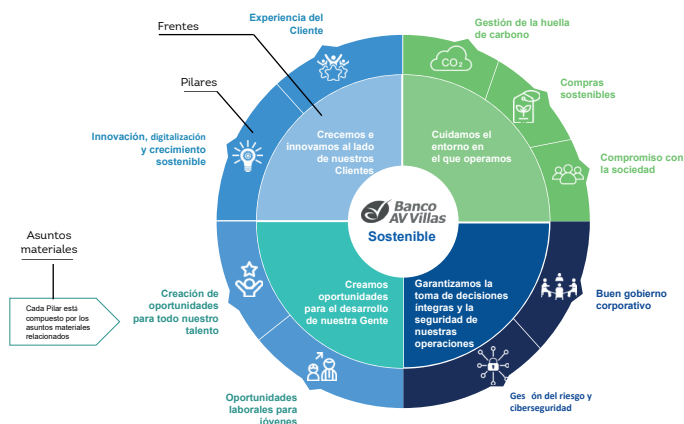 Frentes
Pilares
Experiencia del
Cliente
Gestión de la huella
de carbono
CO2
Compras
sostenibles
Innovación, digitalización
y crecimiento
sostenible
Crecemos e
innovamos al lado
de nuestros
Clientes
Cuidamos el
entorno en
el que operamos
Compromiso con
la sociedad
Banco
AV Villas
Sostenible
Asuntos
materiales
Cada Pilar está
compuesto por los
asuntos materiales
relacionados
Creación de
oportunidades
para todo nuestro
talento
Creamos
oportunidades
para el desarrollo
de nuestra Gente
Garantizamos la
toma de decisiones
integras y la
seguridad de
nuestras
operaciones
Buen gobierno
corporativo
Oportunidades
laborales para
jóvenes
Ges ón del riesgo y
ciberseguridad